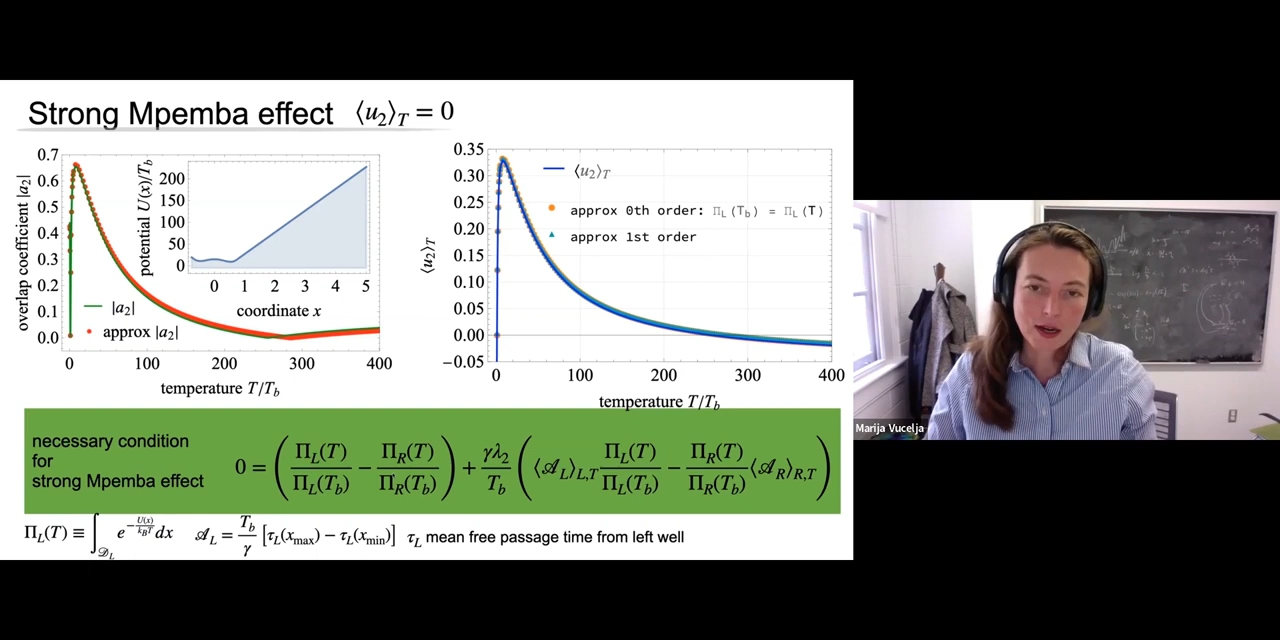 Strong Mpemba effect ⟨u₂⟩_T = 0
0.7
0.6
0.5
0.4
0.3
0.2
0.1
0.0
overlap coefficient |a₂|
potential U(x)/T_b
200
150
100
50
0
0 1 2 3 4 5
coordinate x
|a₂|
approx |a₂|
0 100 200 300 400
temperature T/T_b
0.35
0.30
0.25
0.20
0.15
0.10
0.05
0.00
−0.05
⟨u₂⟩_T
⟨u₂⟩_T
approx 0th order: Π_L(T_b) = Π_L(T)
approx 1st order
0 100 200 300 400
temperature T/T_b
necessary condition
for
strong Mpemba effect
0 = (Π_L(T)/Π_L(T_b) − Π_R(T)/Π_R(T_b)) + γλ₂/T_b (⟨𝒜_L⟩_{L,T} Π_L(T)/Π_L(T_b) − Π_R(T)/Π_R(T_b) ⟨𝒜_R⟩_{R,T})
Π_L(T) ≡ ∫_{𝒟_L} e^{−U(x)/(k_B T)} dx 𝒜_L = T_b/γ [τ_L(x_max) − τ_L(x_min)] τ_L mean free passage time from left well
Marija Vucelja